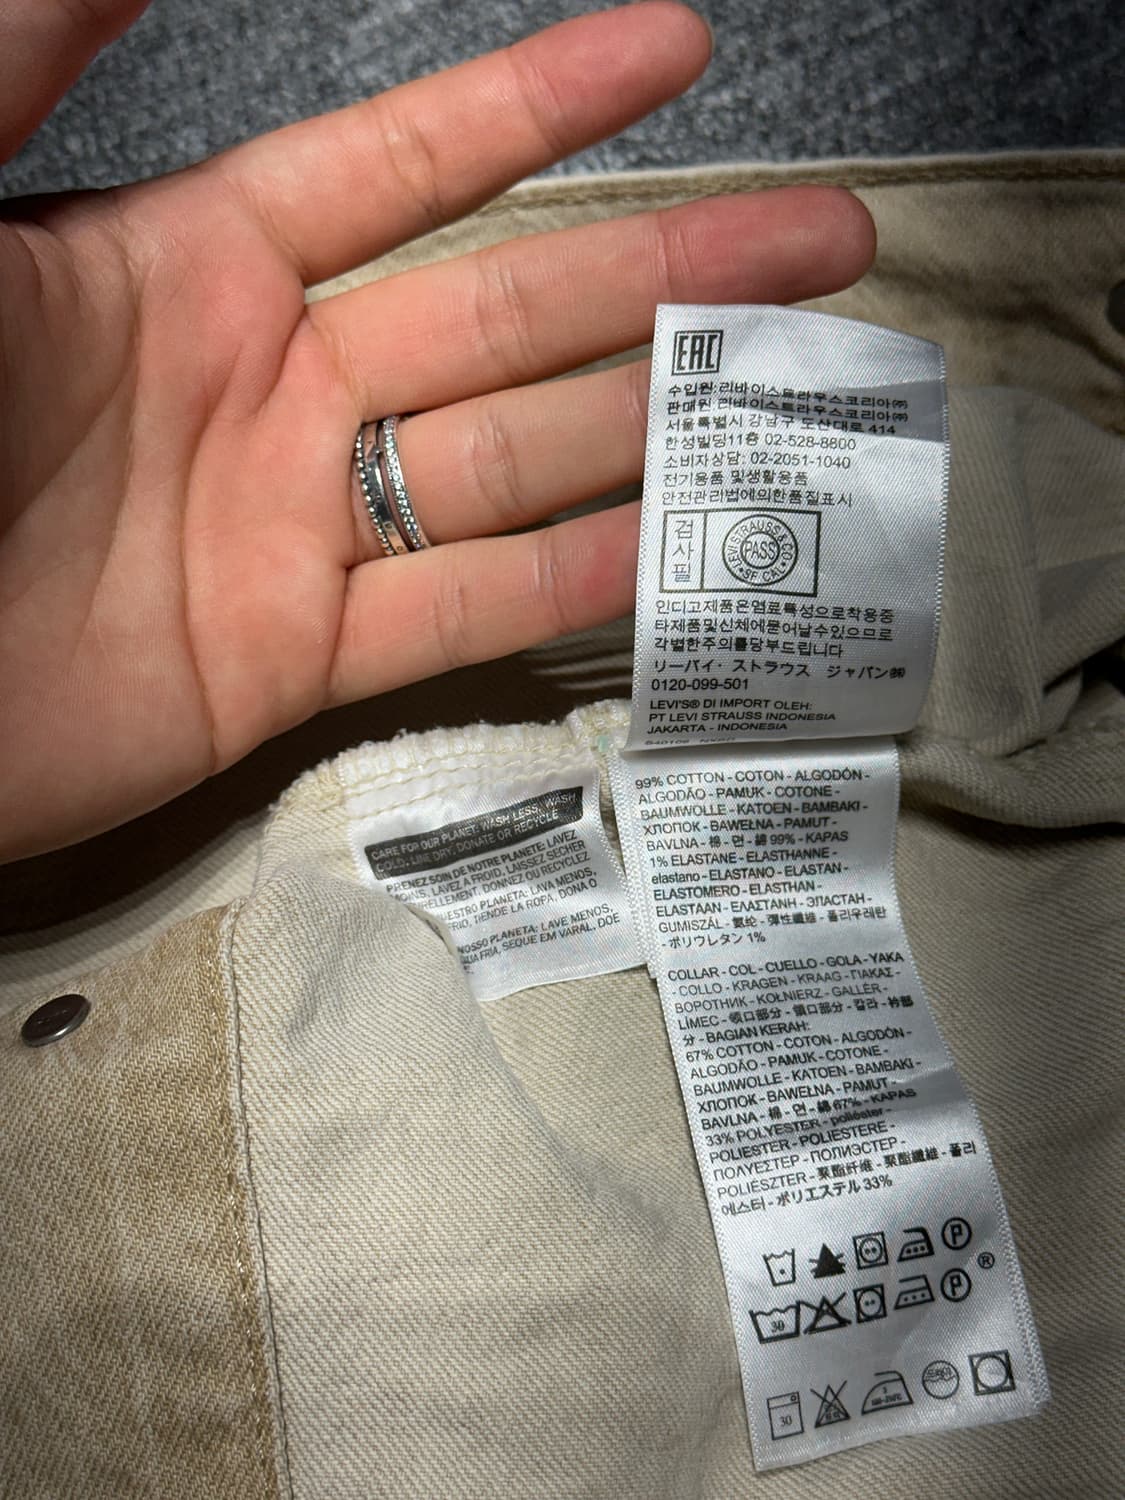 EAC
수입원: 리바이스트라우스코리아㈜
판매원: 리바이스트라우스코리아㈜
서울특별시 강남구 도산대로 414
한성빌딩11층 02-528-8800
소비자상담: 02-2051-1040
전기용품 및생활용품
안전관리법에의한품질표시
검사필
LEVI STRAUSS & CO
PASS
SF CAL
인디고제품은염료특성으로착용중
타제품및신체에묻어날수있으므로
각별한주의를당부드립니다
リーバイ・ストラウス ジャパン㈱
0120-099-501
LEVI'S® DI IMPORT OLEH:
PT LEVI STRAUSS INDONESIA
JAKARTA - INDONESIA
CARE FOR OUR PLANET: WASH LESS, WASH
COLD, LINE DRY, DONATE OR RECYCLE
PRENEZ SOIN DE NOTRE PLANETE: LAVEZ
MOINS, LAVEZ A FROID, LAISSEZ SECHER
DONNEZ OU RECYCLEZ
PLANETA: LAVA MENOS,
TIENDE LA ROPA, DONA O
NOSSO PLANETA: LAVE MENOS,
FRIA, SEQUE EM VARAL, DOE
99% COTTON - COTON - ALGODÓN -
ALGODÃO - PAMUK - COTONE -
BAUMWOLLE - KATOEN - ΒΑΜΒΑΚΙ -
ХЛОПОК - BAWEŁNA - PAMUT -
BAVLNA - 棉 - 면 - 綿 99% - KAPAS
1% ELASTANE - ELASTHANNE -
elastano - ELASTANO - ELASTAN -
ELASTOMERO - ELASTHAN -
ELASTAAN - ΕΛΑΣΤΑΝΗ - ЭЛАСТАН -
GUMISZÁL - 氨纶 - 彈性纖維 - 폴리우레탄
- ポリウレタン 1%
COLLAR - COL - CUELLO - GOLA - YAKA
- COLLO - KRAGEN - KRAAG - ΓΙΑΚΑΣ -
ВОРОТНИК - KOŁNIERZ - GALLÉR -
LÍMEC - 领口部分 - 領口部分 - 칼라 - 衿部
分 - BAGIAN KERAH:
67% COTTON - COTON - ALGODÓN -
ALGODÃO - PAMUK - COTONE -
BAUMWOLLE - KATOEN - ΒΑΜΒΑΚΙ -
ХЛОПОК - BAWEŁNA - PAMUT -
BAVLNA - 棉 - 면 - 綿 67% - KAPAS
33% POLYESTER - poliéster -
POLIESTER - POLIESTERE -
ΠΟΛΥΕΣΤΕΡ - ПОЛИЭСТЕР -
POLIÉSZTER - 聚酯纤维 - 聚酯纖維 - 폴리
에스터 - ポリエステル 33%
P
®
30
P
30